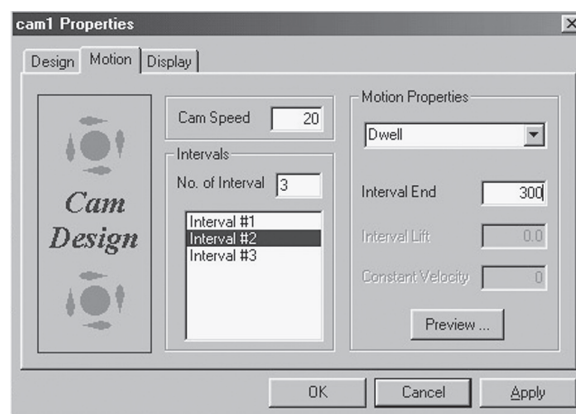 cam1 Properties
Design
Motion
Display
Cam
Design
Cam Speed
20
Intervals
No. of Interval
3
Interval #1
Interval #2
Interval #3
Motion Properties
Dwell
Interval End
300
Interval Lift
0.0
Constant Velocity
0
Preview ...
OK
Cancel
Apply